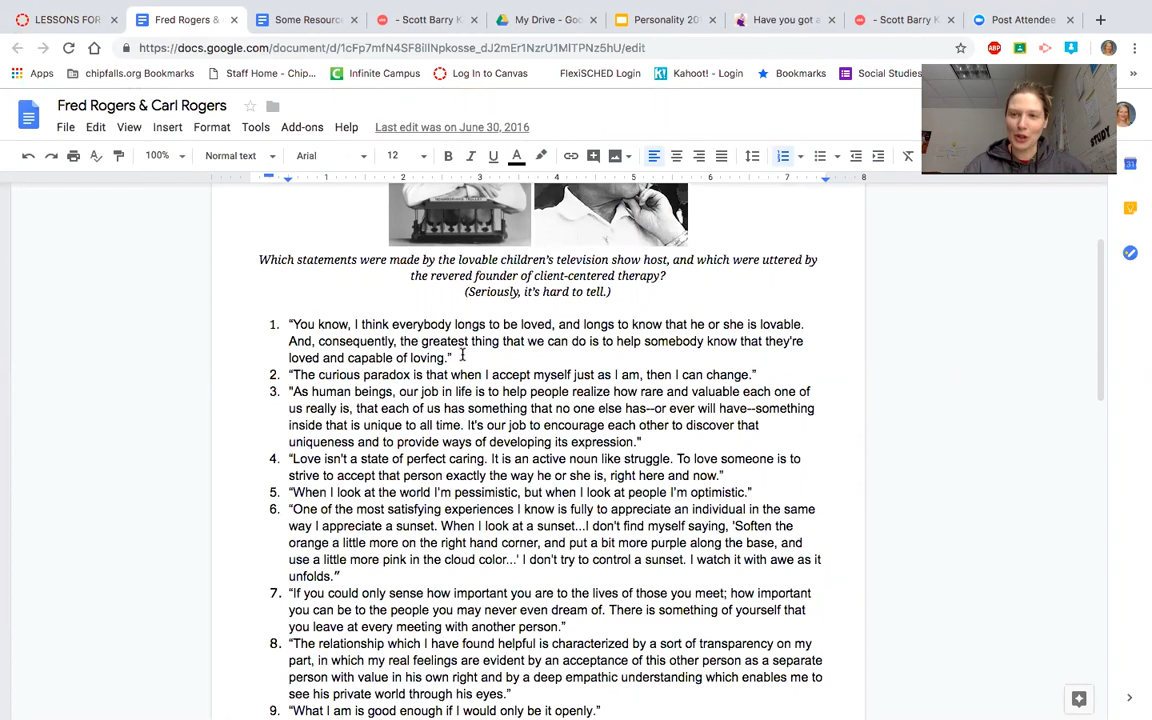 LESSONS FOR
Fred Rogers &
Some Resourc
- Scott Barry K
My Drive - Goo
Personality 20
Have you got a
- Scott Barry K
Post Attendee
https://docs.google.com/document/d/1cFp7mfN4SF8ilINpkosse_dJ2mEr1NzrU1MITPNz5hU/edit
Apps
chipfalls.org Bookmarks
Staff Home - Chip...
Infinite Campus
Log In to Canvas
FlexiSCHED Login
Kahoot! - Login
Bookmarks
Social Studies
Fred Rogers & Carl Rogers
File Edit View Insert Format Tools Add-ons Help Last edit was on June 30, 2016
100% Normal text Arial 12
1 2 3 4 5 6 7 8
STUDY
Which statements were made by the lovable children's television show host, and which were uttered by
the revered founder of client-centered therapy?
(Seriously, it's hard to tell.)
1. “You know, I think everybody longs to be loved, and longs to know that he or she is lovable.
And, consequently, the greatest thing that we can do is to help somebody know that they're
loved and capable of loving.”
2. “The curious paradox is that when I accept myself just as I am, then I can change.”
3. "As human beings, our job in life is to help people realize how rare and valuable each one of
us really is, that each of us has something that no one else has--or ever will have--something
inside that is unique to all time. It's our job to encourage each other to discover that
uniqueness and to provide ways of developing its expression."
4. “Love isn't a state of perfect caring. It is an active noun like struggle. To love someone is to
strive to accept that person exactly the way he or she is, right here and now.”
5. “When I look at the world I'm pessimistic, but when I look at people I'm optimistic.”
6. “One of the most satisfying experiences I know is fully to appreciate an individual in the same
way I appreciate a sunset. When I look at a sunset...I don't find myself saying, 'Soften the
orange a little more on the right hand corner, and put a bit more purple along the base, and
use a little more pink in the cloud color...' I don't try to control a sunset. I watch it with awe as it
unfolds.”
7. “If you could only sense how important you are to the lives of those you meet; how important
you can be to the people you may never even dream of. There is something of yourself that
you leave at every meeting with another person.”
8. “The relationship which I have found helpful is characterized by a sort of transparency on my
part, in which my real feelings are evident by an acceptance of this other person as a separate
person with value in his own right and by a deep empathic understanding which enables me to
see his private world through his eyes.”
9. “What I am is good enough if I would only be it openly.”